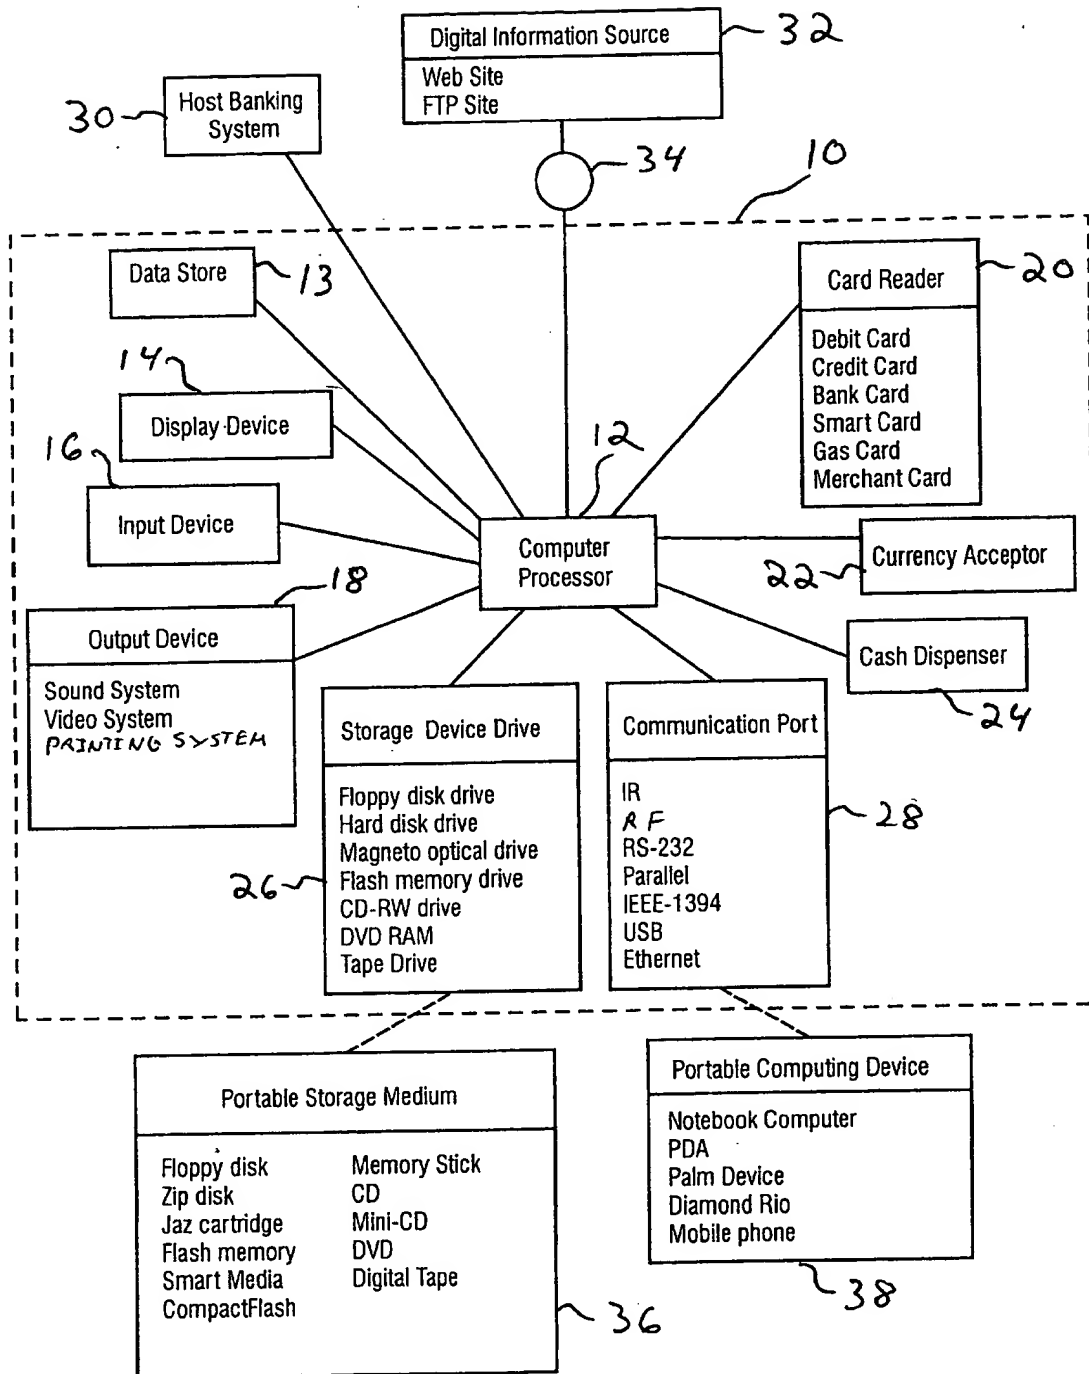 Digital Information Source
32
Web Site
FTP Site
30
Host Banking
System
34
10
Data Store
13
Card Reader
20
Debit Card
Credit Card
Bank Card
Smart Card
Gas Card
Merchant Card
14
Display Device
16
Input Device
12
Computer
Processor
Currency Acceptor
22
18
Output Device
Sound System
Video System
PRINTING SYSTEM
Cash Dispenser
24
Storage Device Drive
Floppy disk drive
Hard disk drive
Magneto optical drive
Flash memory drive
CD-RW drive
DVD RAM
Tape Drive
26
Communication Port
IR
RF
RS-232
Parallel
IEEE-1394
USB
Ethernet
28
Portable Storage Medium
Floppy disk
Zip disk
Jaz cartridge
Flash memory
Smart Media
CompactFlash
Memory Stick
CD
Mini-CD
DVD
Digital Tape
36
Portable Computing Device
Notebook Computer
PDA
Palm Device
Diamond Rio
Mobile phone
38